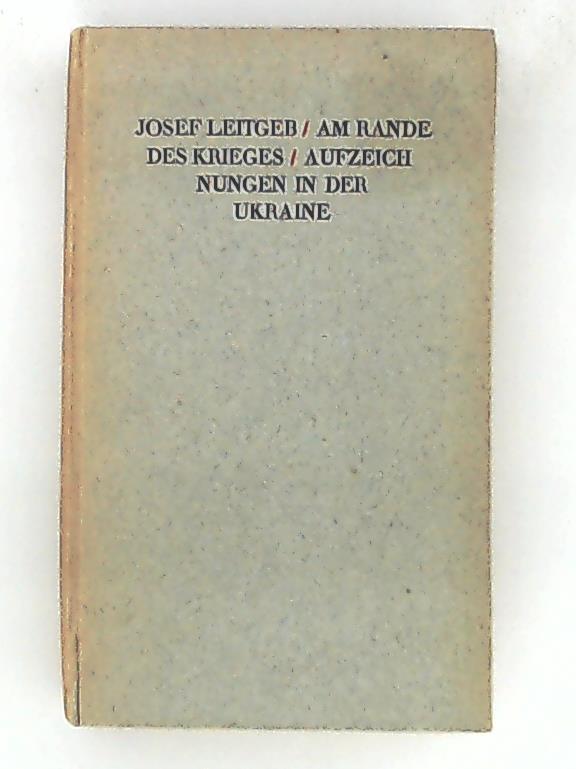 JOSEF LEITGEB / AM RANDE
DES KRIEGES / AUFZEICH
NUNGEN IN DER
UKRAINE